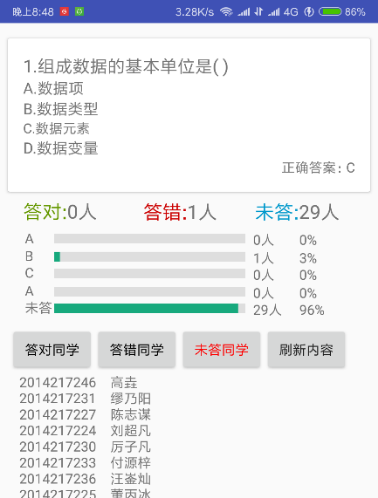 晚上8:48 3.28K/s 4G 86%
1.组成数据的基本单位是( )
A.数据项
B.数据类型
C.数据元素
D.数据变量
正确答案: C
答对:0人 答错:1人 未答:29人
A 0人 0%
B 1人 3%
C 0人 0%
A 0人 0%
未答 29人 96%
答对同学 答错同学 未答同学 刷新内容
2014217246 高垚
2014217231 缪乃阳
2014217227 陈志谋
2014217224 刘超凡
2014217230 厉子凡
2014217233 付源梓
2014217236 汪崟灿
2014217225 董丙冰